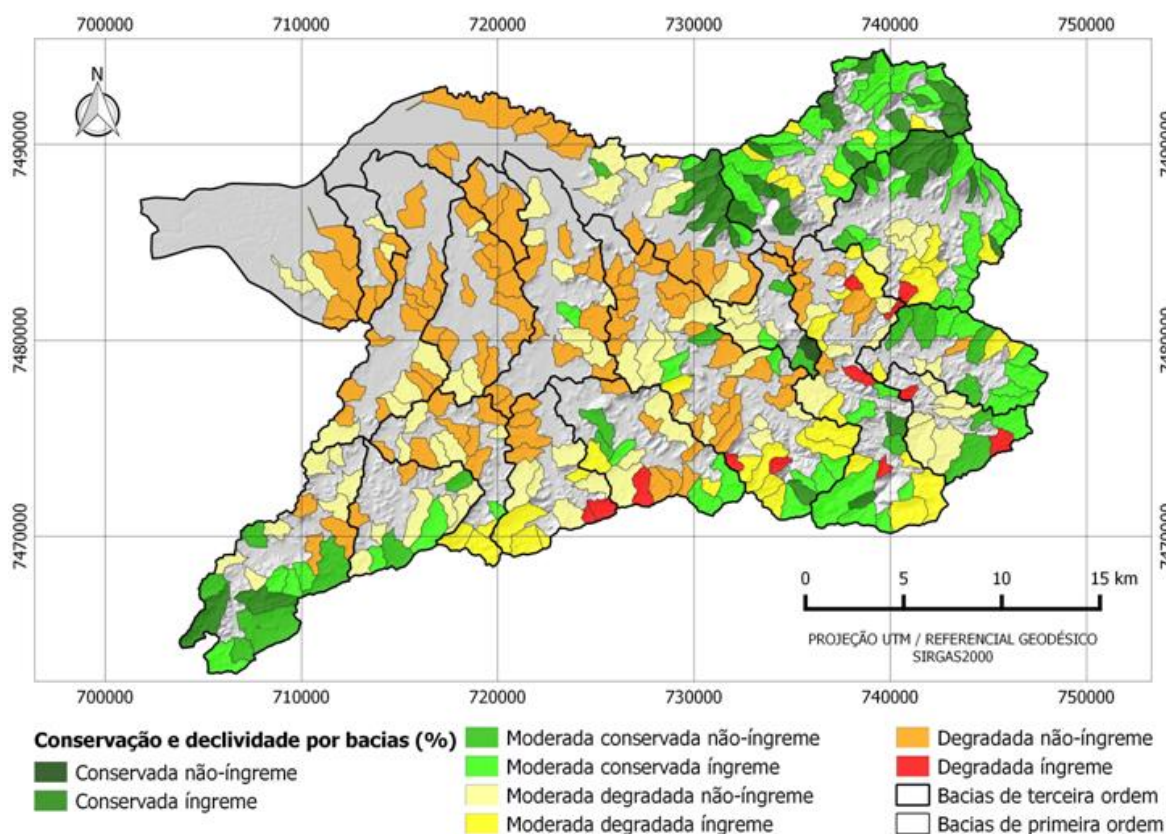 700000 710000 720000 730000 740000 750000
N
7490000 7490000
7480000 7480000
7470000 7470000
0 5 10 15 km
PROJEÇÃO UTM / REFERENCIAL GEODÉSICO
SIRGAS2000
700000 710000 720000 730000 740000 750000
Conservação e declividade por bacias (%)
Conservada não-íngreme
Conservada íngreme
Moderada conservada não-íngreme
Moderada conservada íngreme
Moderada degradada não-íngreme
Moderada degradada íngreme
Degradada não-íngreme
Degradada íngreme
Bacias de terceira ordem
Bacias de primeira ordem